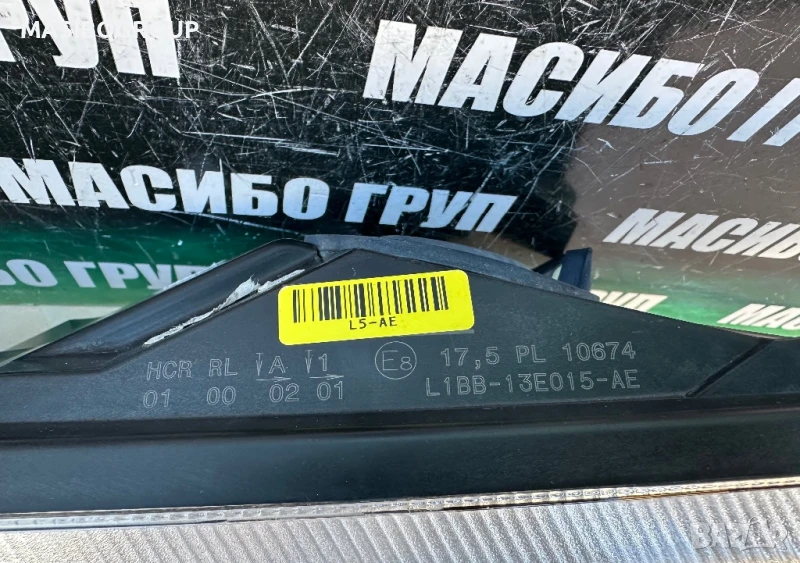 МАСИБО ГРУП
ГРУП
МАСИБО Г
МАСИБО ГРУП
МАСИБО
БО ГРУП
L5-AE
HCR RL A 1 E8 17,5 PL 10674
01 00 02 01 L1BB-13E015-AE